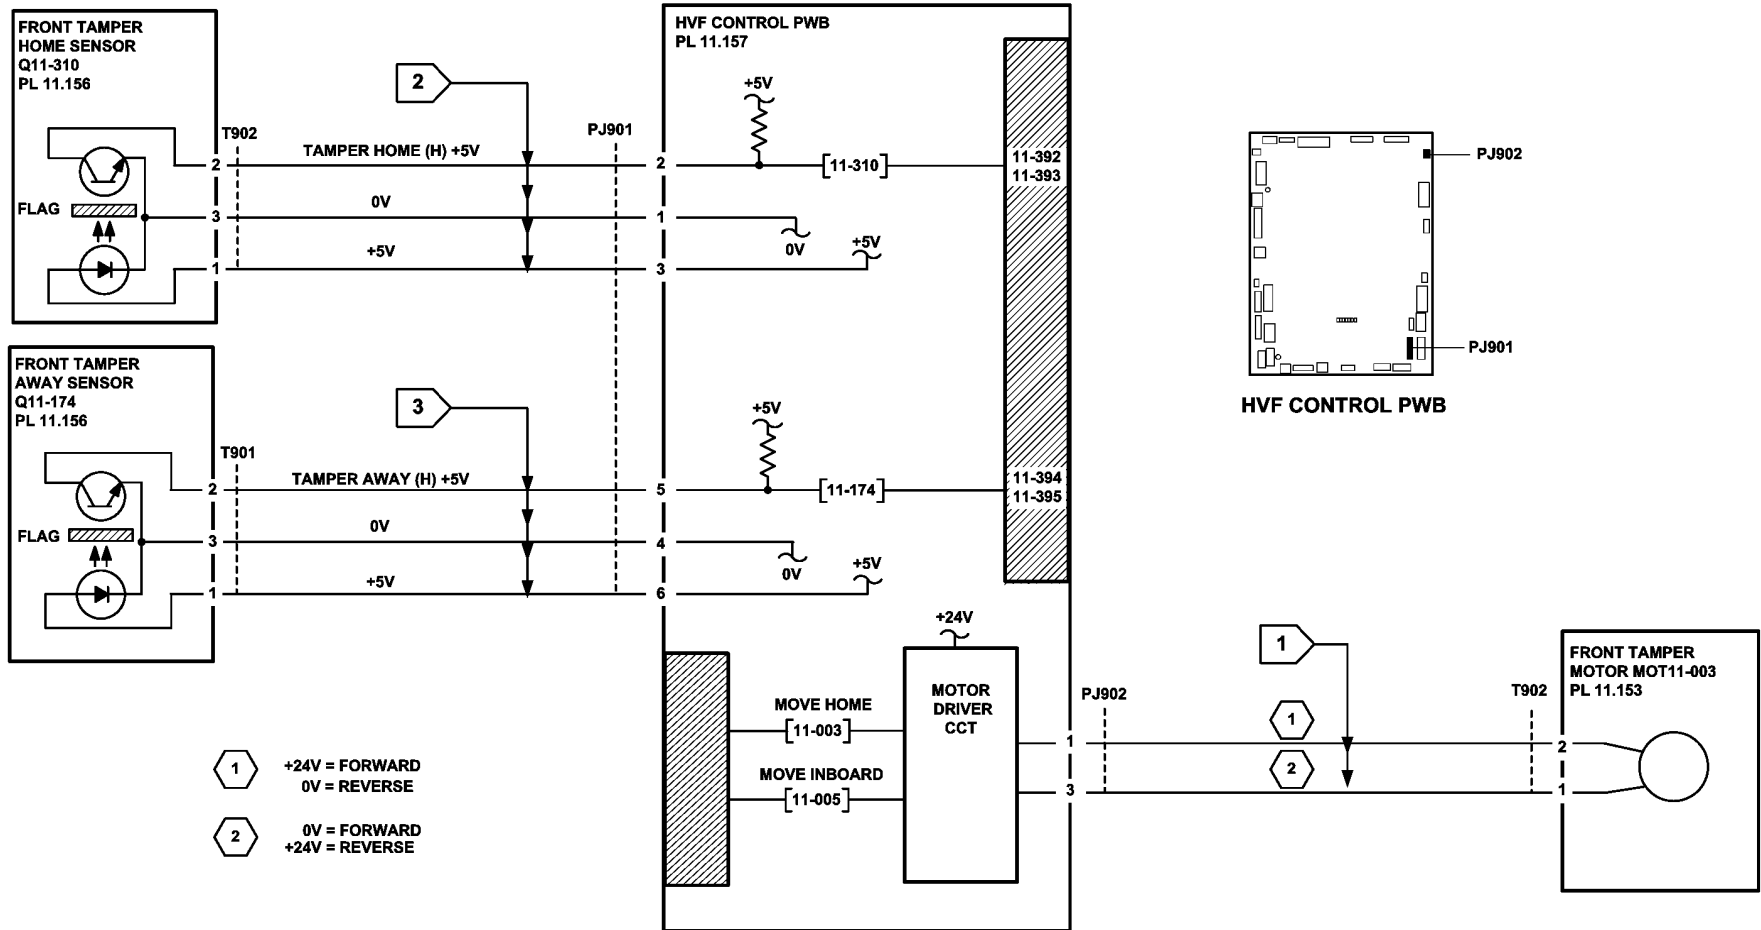 FRONT TAMPER
HOME SENSOR
Q11-310
PL 11.156
FLAG
T902
2
3
1
2
TAMPER HOME (H) +5V
0V
+5V
PJ901
2
1
3
HVF CONTROL PWB
PL 11.157
+5V
11-310
0V
+5V
11-392
11-393
PJ902
PJ901
HVF CONTROL PWB
FRONT TAMPER
AWAY SENSOR
Q11-174
PL 11.156
FLAG
T901
2
3
1
3
TAMPER AWAY (H) +5V
0V
+5V
5
4
6
+5V
11-174
0V
+5V
11-394
11-395
+24V
MOVE HOME
11-003
MOVE INBOARD
11-005
MOTOR
DRIVER
CCT
1
3
PJ902
1
1
2
T902
2
1
FRONT TAMPER
MOTOR MOT11-003
PL 11.153
1
+24V = FORWARD
0V = REVERSE
2
0V = FORWARD
+24V = REVERSE